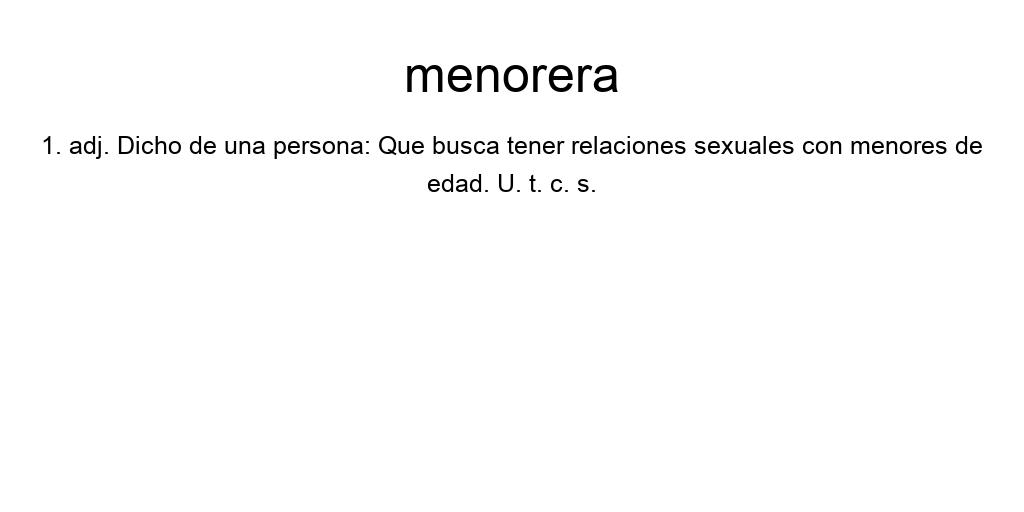 menorera
1. adj. Dicho de una persona: Que busca tener relaciones sexuales con menores de
edad. U. t. c. s.